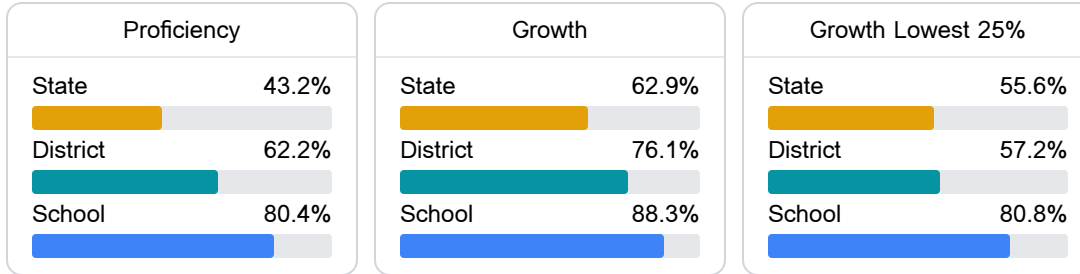 Proficiency
State 43.2%
District 62.2%
School 80.4%
Growth
State 62.9%
District 76.1%
School 88.3%
Growth Lowest 25%
State 55.6%
District 57.2%
School 80.8%